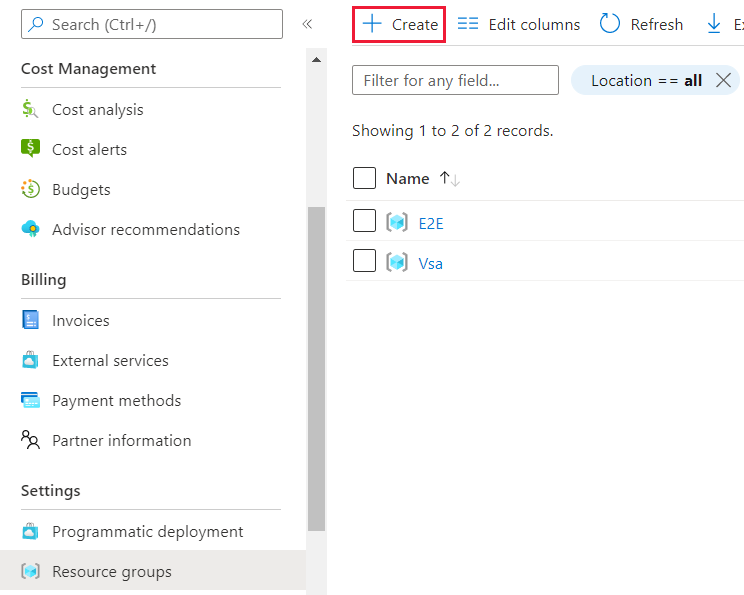 Search (Ctrl+/)
«
Cost Management
Cost analysis
Cost alerts
Budgets
Advisor recommendations
Billing
Invoices
External services
Payment methods
Partner information
Settings
Programmatic deployment
Resource groups
+ Create
Edit columns
Refresh
Filter for any field...
Location == all
Showing 1 to 2 of 2 records.
Name ↑↓
E2E
Vsa